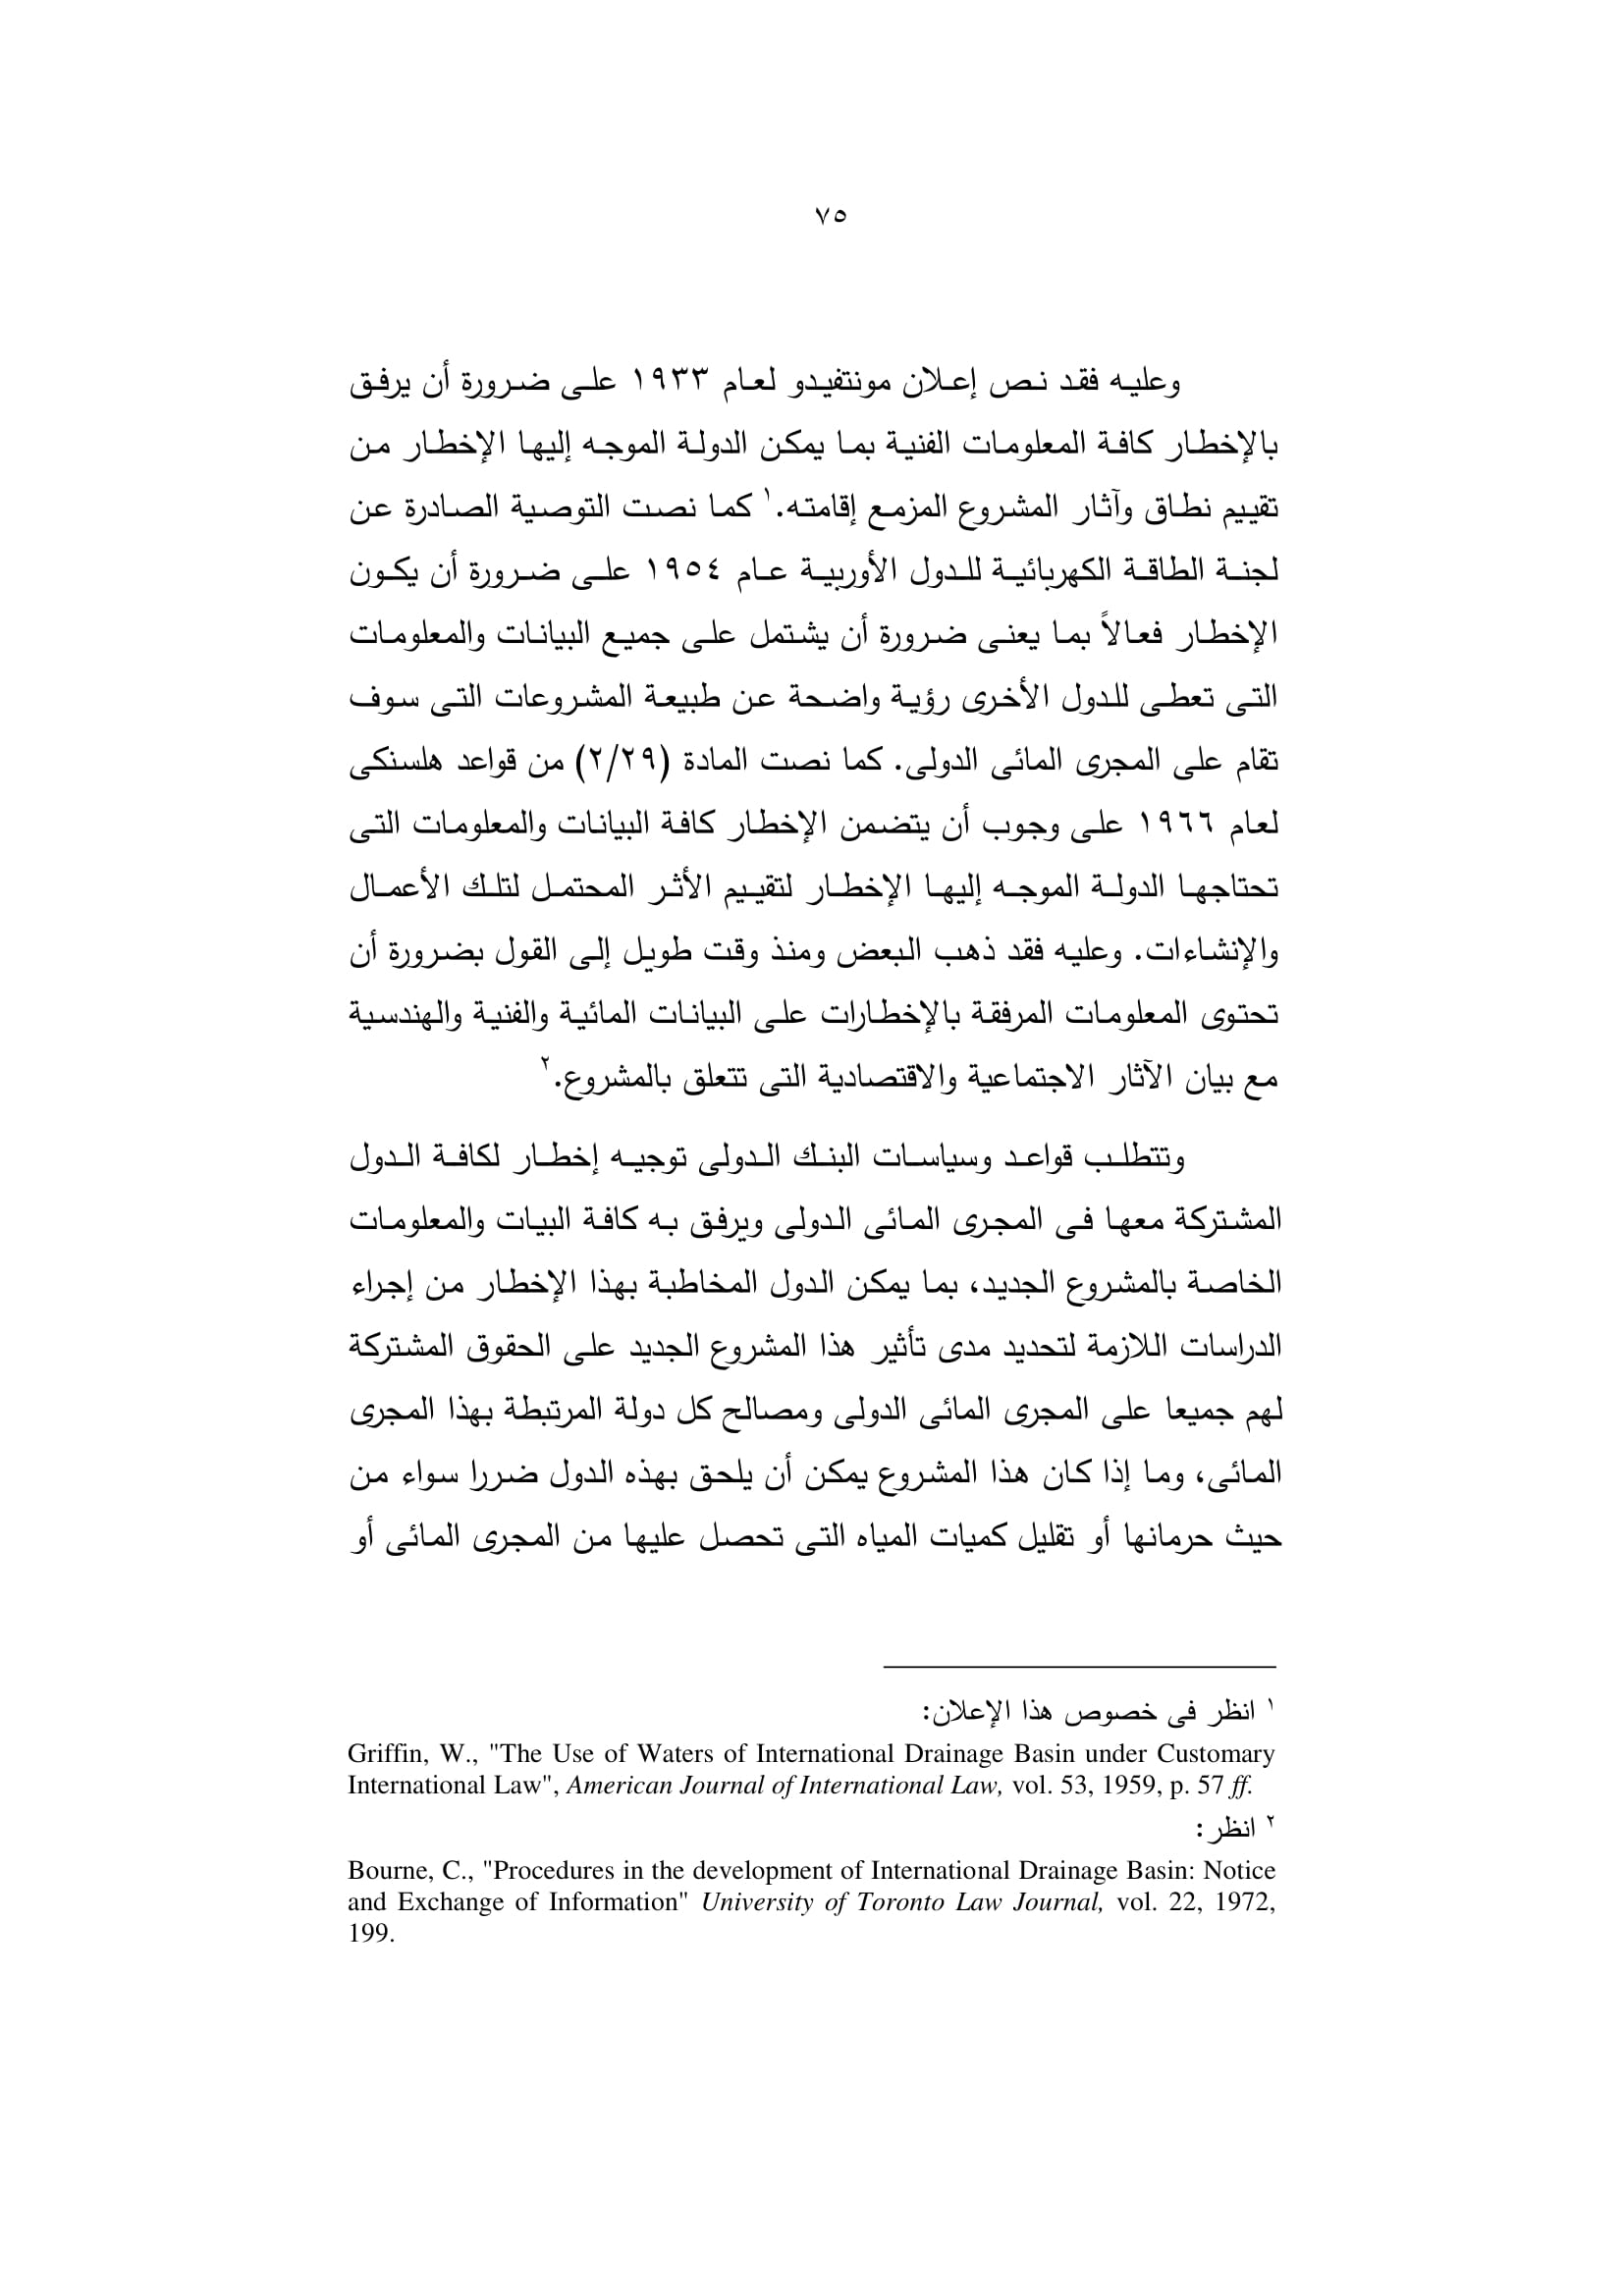 ٧٥
وعليه فقد نص إعلان مونتفيدو لعام ١٩٣٣ على ضرورة أن يرفق
بالإخطار كافة المعلومات الفنية بما يمكن الدولة الموجه إليها الإخطار من
تقييم نطاق وآثار المشروع المزمع إقامته.١ كما نصت التوصية الصادرة عن
لجنة الطاقة الكهربائية للدول الأوربية عام ١٩٥٤ على ضرورة أن يكون
الإخطار فعالاً بما يعنى ضرورة أن يشتمل على جميع البيانات والمعلومات
التى تعطى للدول الأخرى رؤية واضحة عن طبيعة المشروعات التى سوف
تقام على المجرى المائى الدولى. كما نصت المادة (٢/٢٩) من قواعد هلسنكى
لعام ١٩٦٦ على وجوب أن يتضمن الإخطار كافة البيانات والمعلومات التى
تحتاجها الدولة الموجه إليها الإخطار لتقييم الأثر المحتمل لتلك الأعمال
والإنشاءات. وعليه فقد ذهب البعض ومنذ وقت طويل إلى القول بضرورة أن
تحتوى المعلومات المرفقة بالإخطارات على البيانات المائية والفنية والهندسية
مع بيان الآثار الاجتماعية والاقتصادية التى تتعلق بالمشروع.٢
وتتطلب قواعد وسياسات البنك الدولى توجيه إخطار لكافة الدول
المشتركة معها فى المجرى المائى الدولى ويرفق به كافة البيات والمعلومات
الخاصة بالمشروع الجديد، بما يمكن الدول المخاطبة بهذا الإخطار من إجراء
الدراسات اللازمة لتحديد مدى تأثير هذا المشروع الجديد على الحقوق المشتركة
لهم جميعا على المجرى المائى الدولى ومصالح كل دولة المرتبطة بهذا المجرى
المائى، وما إذا كان هذا المشروع يمكن أن يلحق بهذه الدول ضررا سواء من
حيث حرمانها أو تقليل كميات المياه التى تحصل عليها من المجرى المائى أو
١ انظر فى خصوص هذا الإعلان:
Griffin, W., "The Use of Waters of International Drainage Basin under Customary
International Law", American Journal of International Law, vol. 53, 1959, p. 57 ff.
٢ انظر:
Bourne, C., "Procedures in the development of International Drainage Basin: Notice
and Exchange of Information" University of Toronto Law Journal, vol. 22, 1972,
199.